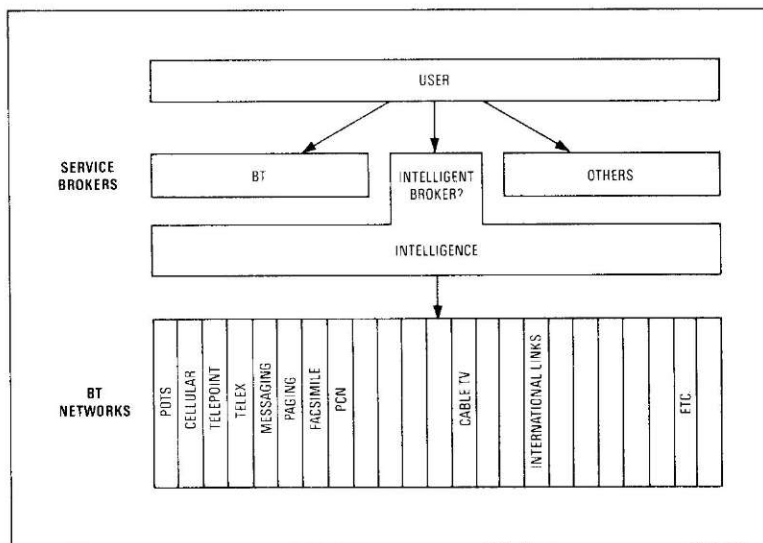 USER
SERVICE
BROKERS
BT
INTELLIGENT
BROKER?
OTHERS
INTELLIGENCE
BT
NETWORKS
POTS
CELLULAR
TELEPOINT
TELEX
MESSAGING
PAGING
FACSIMILE
PCN
CABLE TV
INTERNATIONAL LINKS
ETC